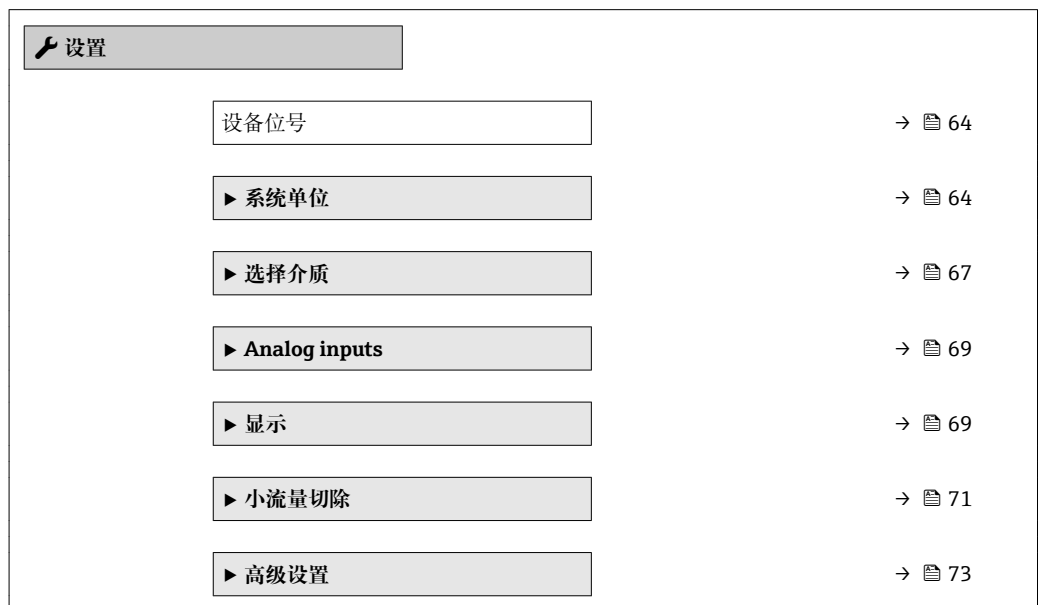 设置
设备位号 → 64
▶ 系统单位 → 64
▶ 选择介质 → 67
▶ Analog inputs → 69
▶ 显示 → 69
▶ 小流量切除 → 71
▶ 高级设置 → 73